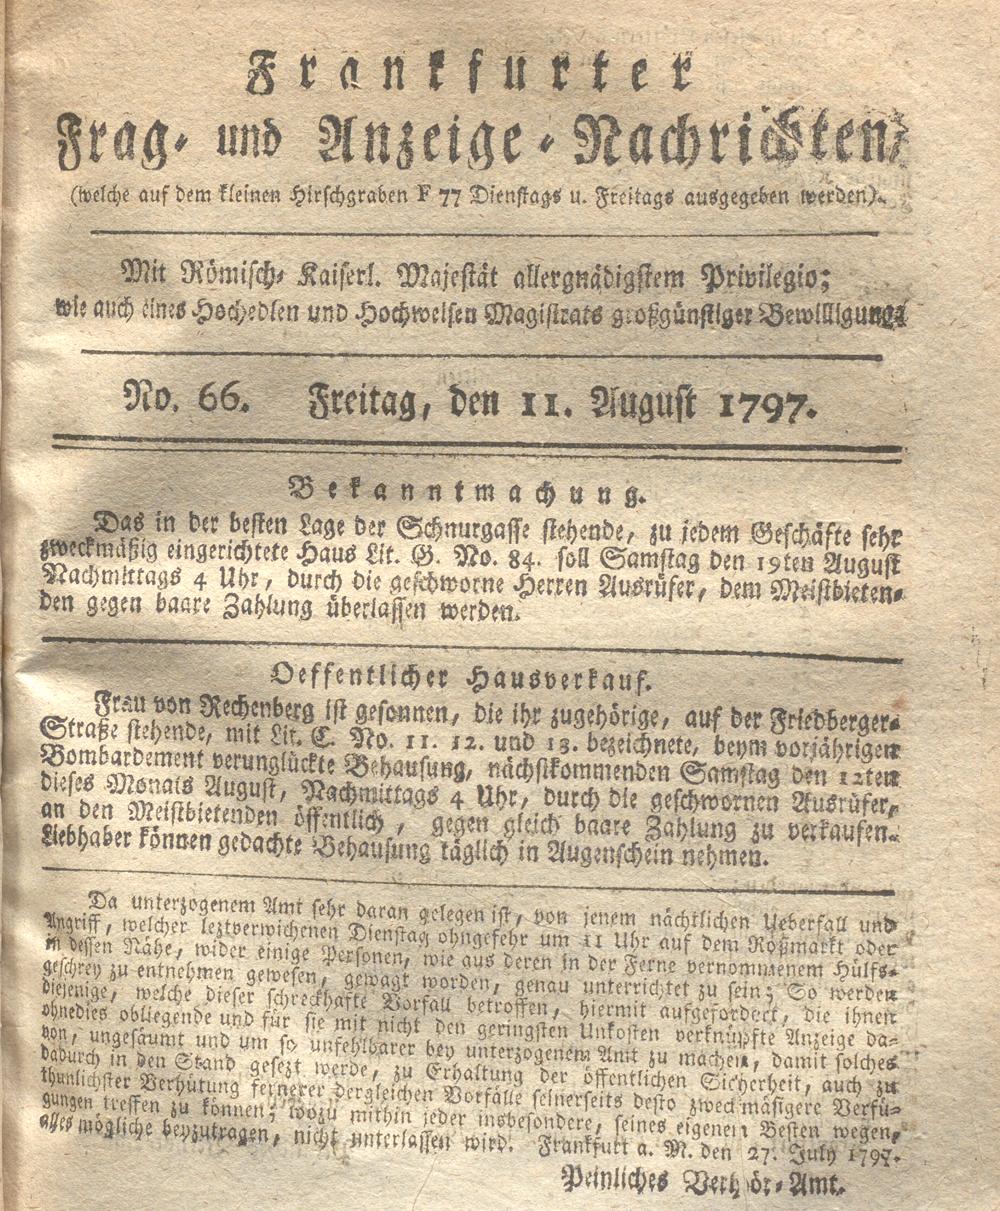 Frankfurter
Frag- und Anzeige-Nachrichten,
(welche auf dem kleinen Hirschgraben F 77 Dienstags u. Freitags ausgegeben werden).
Mit Römisch- Kaiserl. Majestät allergnädigstem Privilegio;
wie auch eines Hochedlen und Hochweisen Magistrats großgünstiger Bewilligung.
No. 66. Freitag, den 11. August 1797.
Bekanntmachung.
Das in der besten Lage der Schnurgasse stehende, zu jedem Geschäfte sehr
zweckmäßig eingerichtete Haus Lit. G. No. 84. soll Samstag den 19ten August
Nachmittags 4 Uhr, durch die geschworne Herren Ausrüfer, dem Meistbieten-
den gegen baare Zahlung überlassen werden.
Oeffentlicher Hausverkauf.
Frau von Rechenberg ist gesonnen, die ihr zugehörige, auf der Friedberger-
Straße stehende, mit Lit. C. No. 11. 12. und 13. bezeichnete, beym vorjährigen
Bombardement verunglückte Behausung, nächstkommenden Samstag den 12ten
dieses Monats August, Nachmittags 4 Uhr, durch die geschwornen Ausrüfer,
an den Meistbietenden öffentlich, gegen gleich baare Zahlung zu verkaufen.
Liebhaber können gedachte Behausung täglich in Augenschein nehmen.
Da unterzogenem Amt sehr daran gelegen ist, von jenem nächtlichen Ueberfall und
Angriff, welcher leztverwichenen Dienstag ohngefehr um 11 Uhr auf dem Roßmarkt oder
in dessen Nähe, wider einige Personen, wie aus deren in der Ferne vernommenem Hülfs-
geschrey zu entnehmen gewesen, gewagt worden, genau unterrichtet zu sein; So werden
diejenige, welche dieser schreckhafte Vorfall betroffen, hiermit aufgefordert, die ihnen
ohnedies obliegende und für sie mit nicht den geringsten Unkosten verknüpfte Anzeige da-
von, ungesäumt und um so unfehlbarer bey unterzogenem Amt zu machen, damit solches
dadurch in den Stand gesezt werde, zu Erhaltung der öffentlichen Sicherheit, auch zu
thunlichster Verhütung fernerer dergleichen Vorfälle seinerseits desto zweckmäsigere Verfü-
gungen treffen zu können; wozu mithin jeder insbesondere, seines eigenen Besten wegen,
alles mögliche beyzutragen, nicht unterlassen wird. Frankfurt a. M. den 27. July 1797.
Peinliches Verhör-Amt.